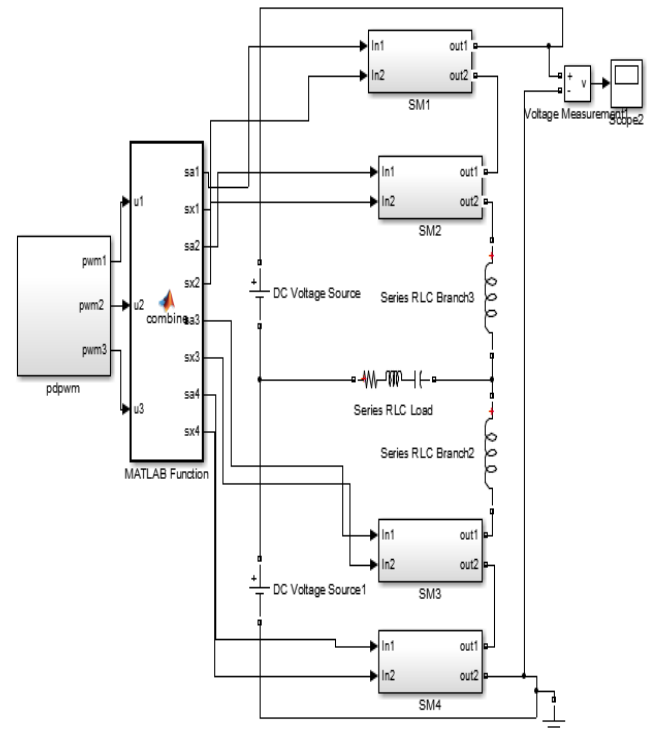 In1
out1
In2
out2
SM1
+
-
v
Voltage Measurement1
Scope2
sa1
sx1
sa2
sx2
sa3
sx3
sa4
sx4
u1
u2
u3
combine
MATLAB Function
pwm1
pwm2
pwm3
pdpwm
In1
out1
In2
out2
SM2
+
DC Voltage Source
+
Series RLC Branch3
+
Series RLC Load
+
Series RLC Branch2
In1
out1
In2
out2
SM3
+
DC Voltage Source1
In1
out1
In2
out2
SM4